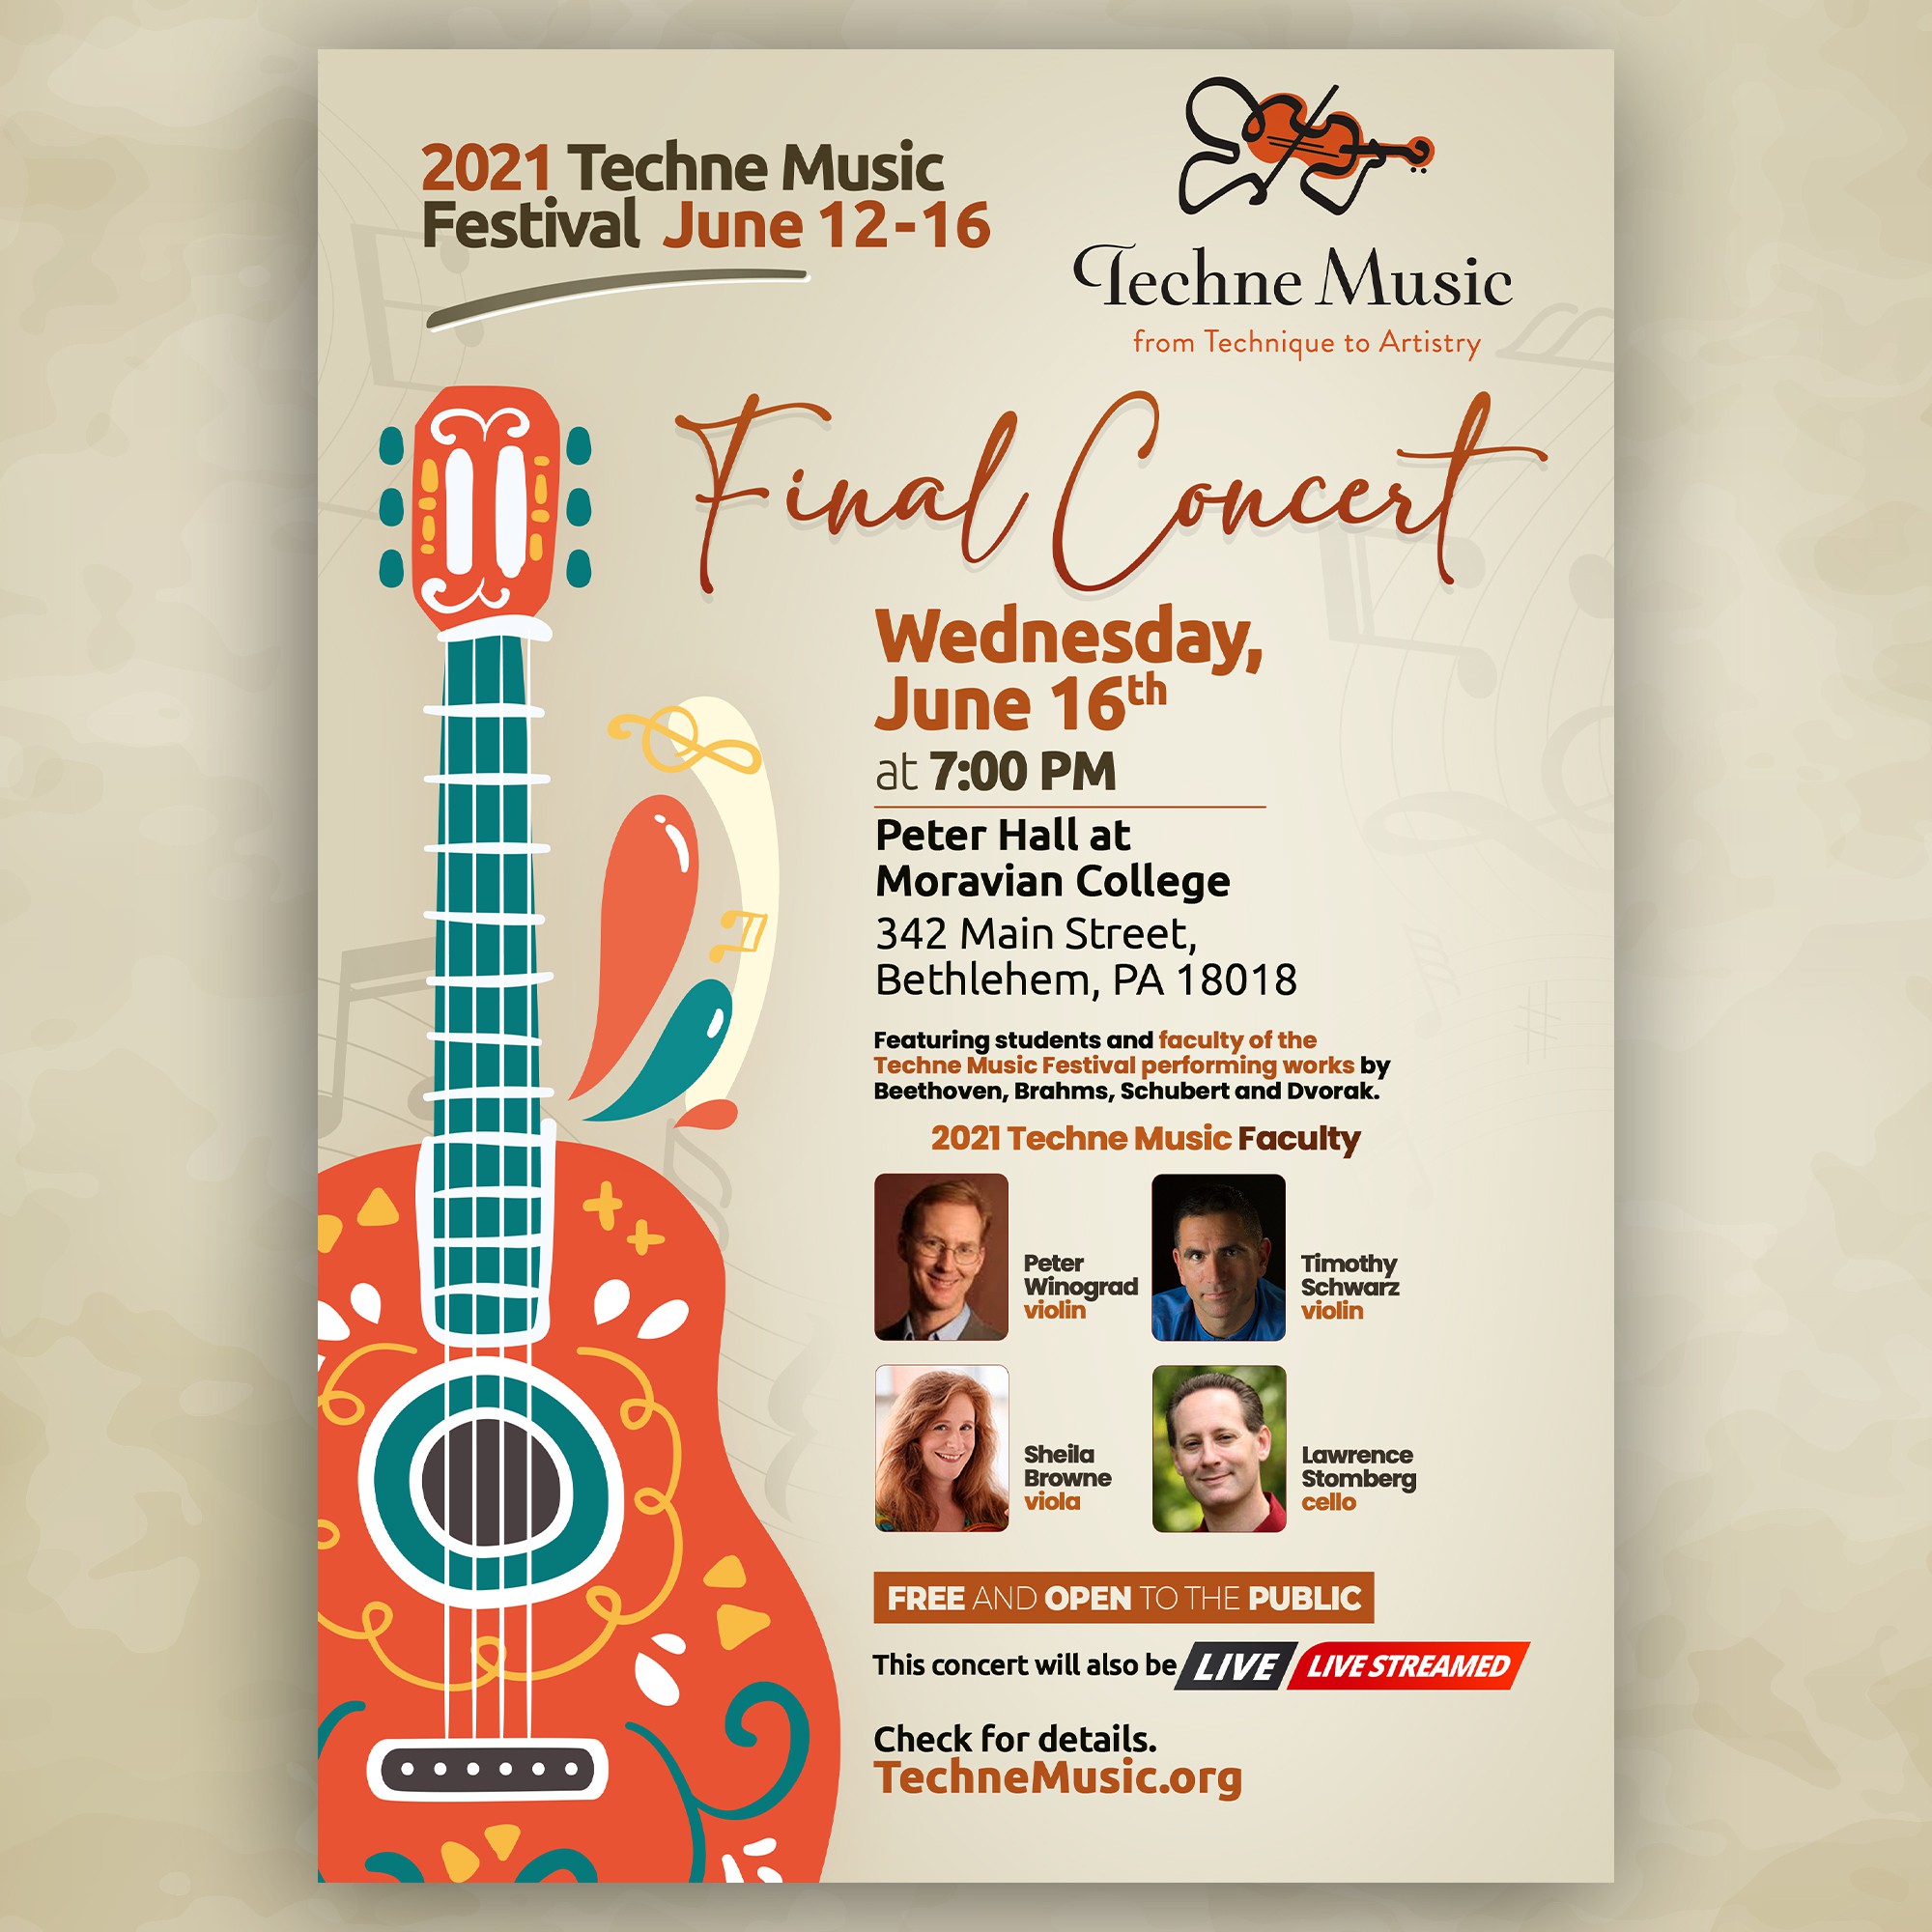 2021 Techne Music
Festival June 12-16
Techne Music
from Technique to Artistry
Final Concert
Wednesday,
June 16th
at 7:00 PM
Peter Hall at
Moravian College
342 Main Street,
Bethlehem, PA 18018
Featuring students and faculty of the
Techne Music Festival performing works by
Beethoven, Brahms, Schubert and Dvorak.
2021 Techne Music Faculty
Peter
Winograd
violin
Timothy
Schwarz
violin
Sheila
Browne
viola
Lawrence
Stomberg
cello
FREE AND OPEN TO THE PUBLIC
This concert will also be LIVE LIVE STREAMED
Check for details.
TechneMusic.org